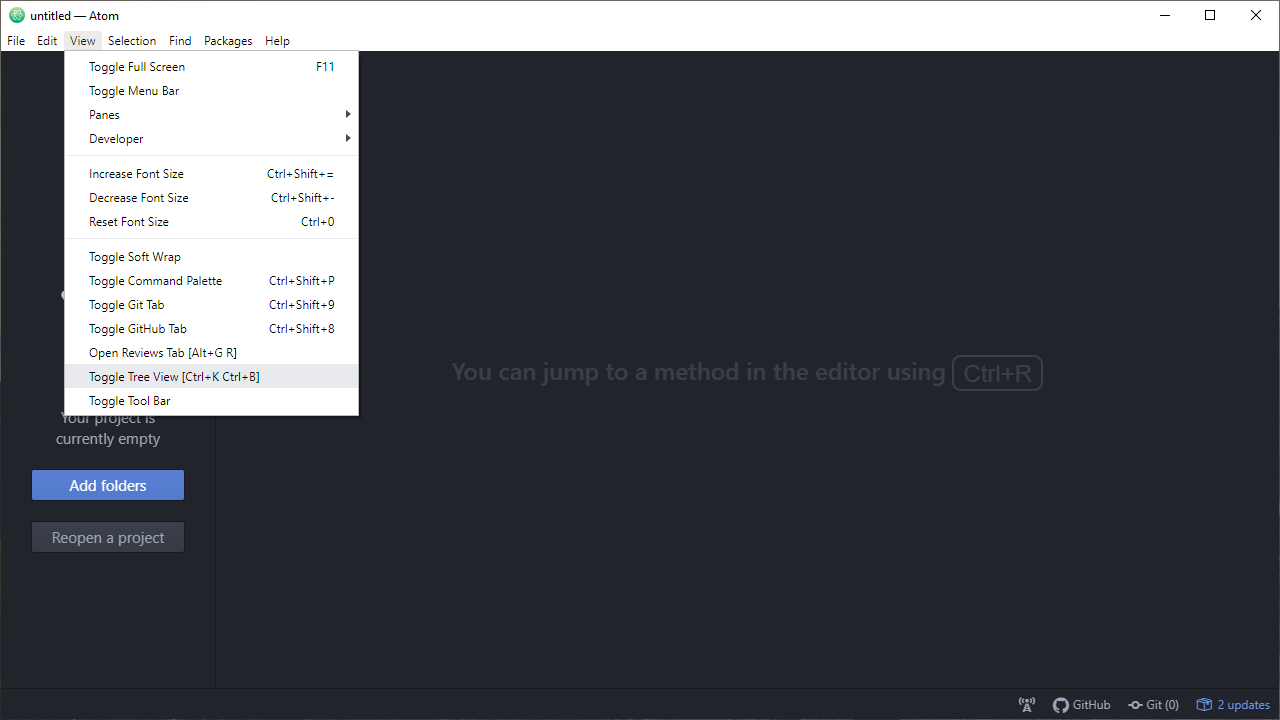 untitled — Atom
File Edit View Selection Find Packages Help
Toggle Full Screen F11
Toggle Menu Bar
Panes
Developer
Increase Font Size Ctrl+Shift+=
Decrease Font Size Ctrl+Shift+-
Reset Font Size Ctrl+0
Toggle Soft Wrap
Toggle Command Palette Ctrl+Shift+P
Toggle Git Tab Ctrl+Shift+9
Toggle GitHub Tab Ctrl+Shift+8
Open Reviews Tab [Alt+G R]
Toggle Tree View [Ctrl+K Ctrl+B]
Toggle Tool Bar
You can jump to a method in the editor using Ctrl+R
Your project is
currently empty
Add folders
Reopen a project
GitHub Git (0) 2 updates